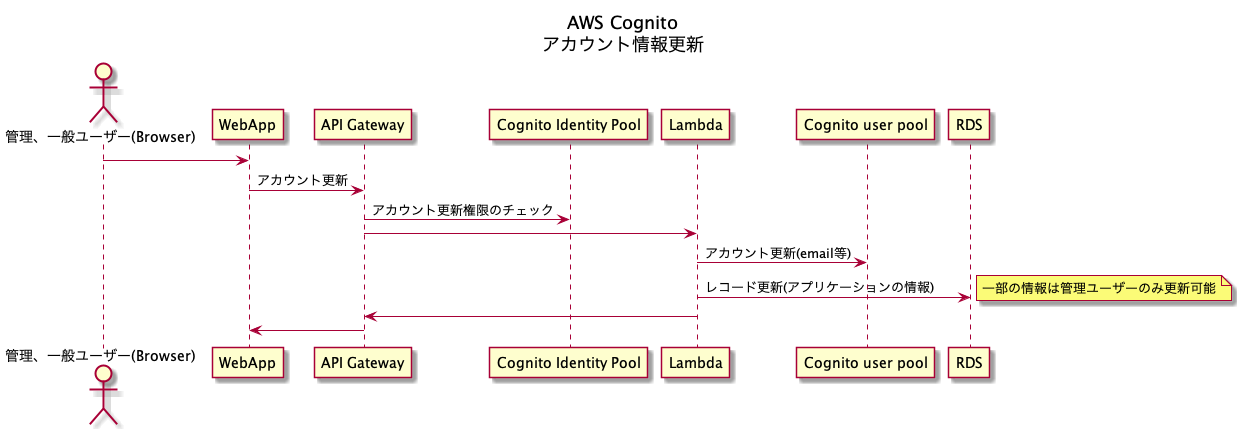 AWS Cognito
アカウント情報更新
管理、一般ユーザー(Browser)
WebApp
API Gateway
Cognito Identity Pool
Lambda
Cognito user pool
RDS
アカウント更新
アカウント更新権限のチェック
アカウント更新(email等)
レコード更新(アプリケーションの情報)
一部の情報は管理ユーザーのみ更新可能
管理、一般ユーザー(Browser)
WebApp
API Gateway
Cognito Identity Pool
Lambda
Cognito user pool
RDS